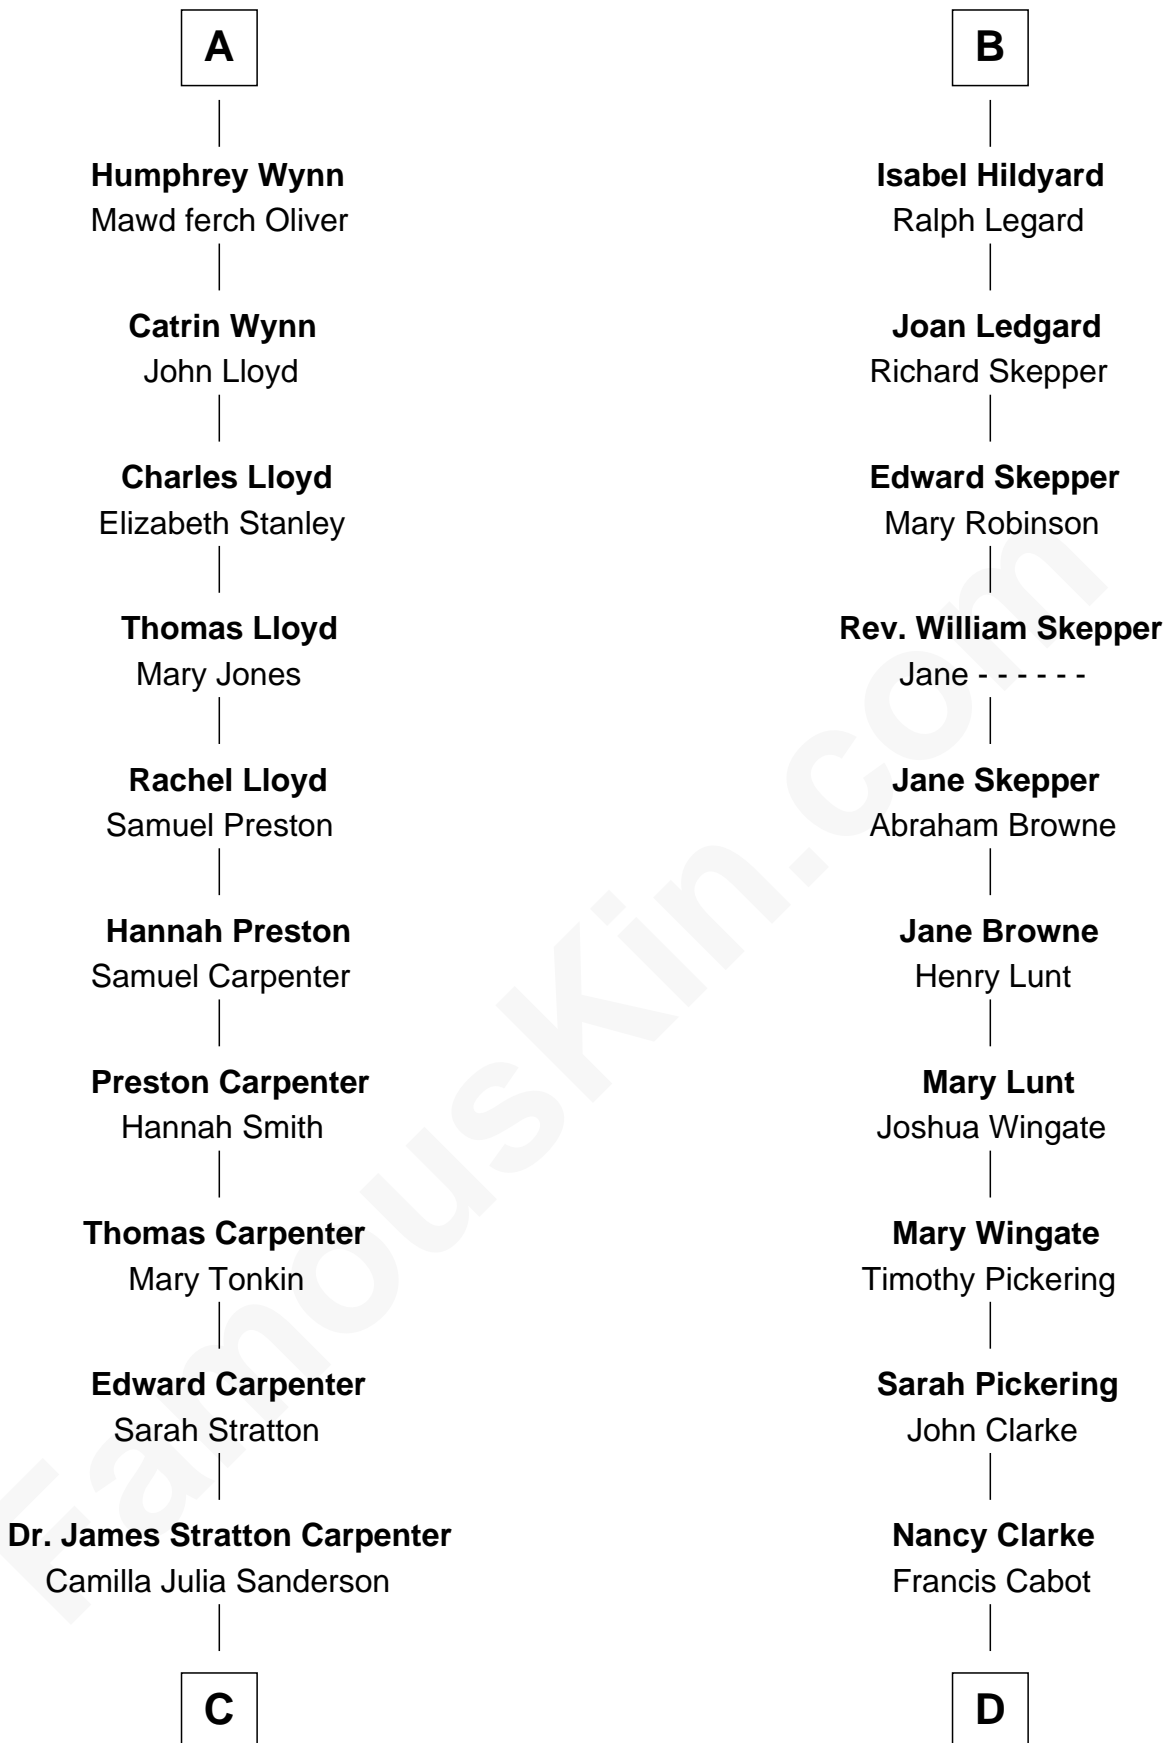 A
Humphrey Wynn
Mawd ferch Oliver
Catrin Wynn
John Lloyd
Charles Lloyd
Elizabeth Stanley
Thomas Lloyd
Mary Jones
Rachel Lloyd
Samuel Preston
Hannah Preston
Samuel Carpenter
Preston Carpenter
Hannah Smith
Thomas Carpenter
Mary Tonkin
Edward Carpenter
Sarah Stratton
Dr. James Stratton Carpenter
Camilla Julia Sanderson
C
B
Isabel Hildyard
Ralph Legard
Joan Ledgard
Richard Skepper
Edward Skepper
Mary Robinson
Rev. William Skepper
Jane - - - - - -
Jane Skepper
Abraham Browne
Jane Browne
Henry Lunt
Mary Lunt
Joshua Wingate
Mary Wingate
Timothy Pickering
Sarah Pickering
John Clarke
Nancy Clarke
Francis Cabot
D
FamousKin.com